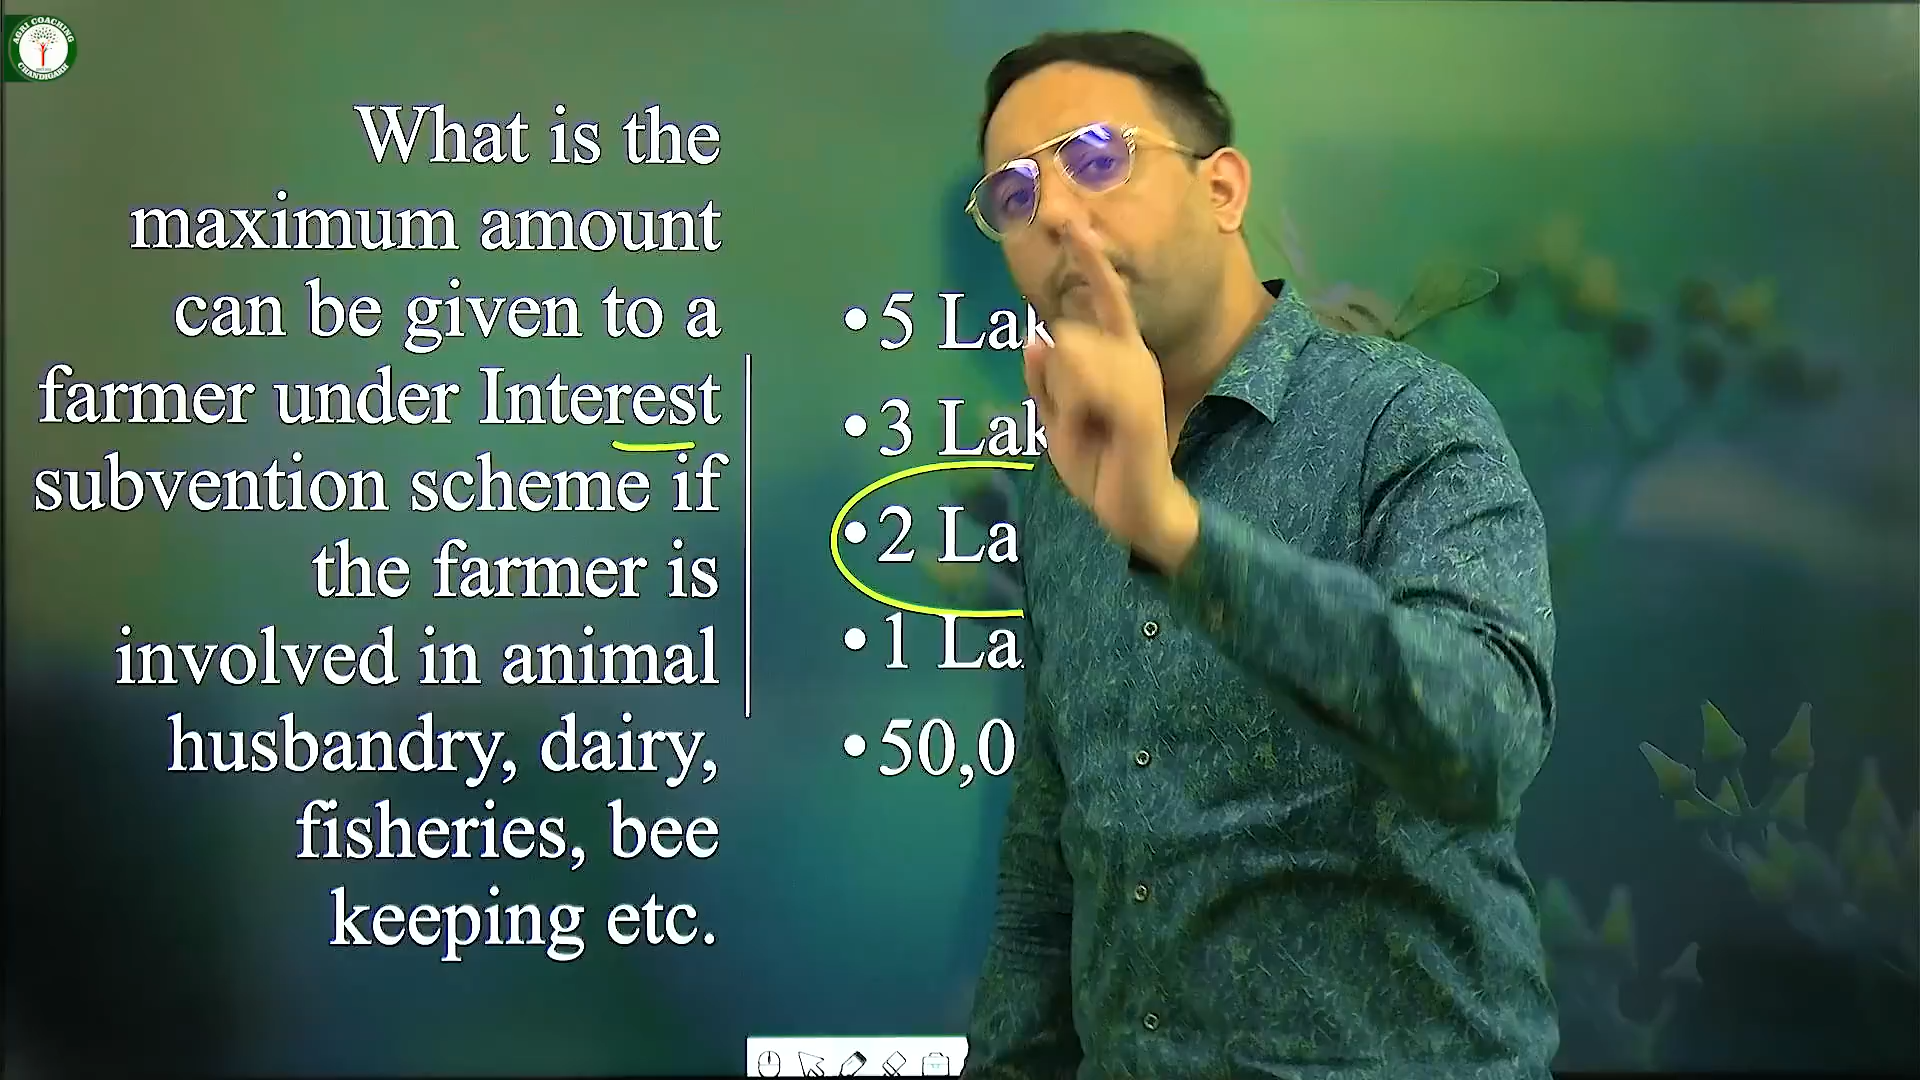 AGRI COACHING
CHANDIGARH
What is the
maximum amount
can be given to a
farmer under Interest
subvention scheme if
the farmer is
involved in animal
husbandry, dairy,
fisheries, bee
keeping etc.
•5 Lak
•3 Lak
•2 La
•1 La
•50,0